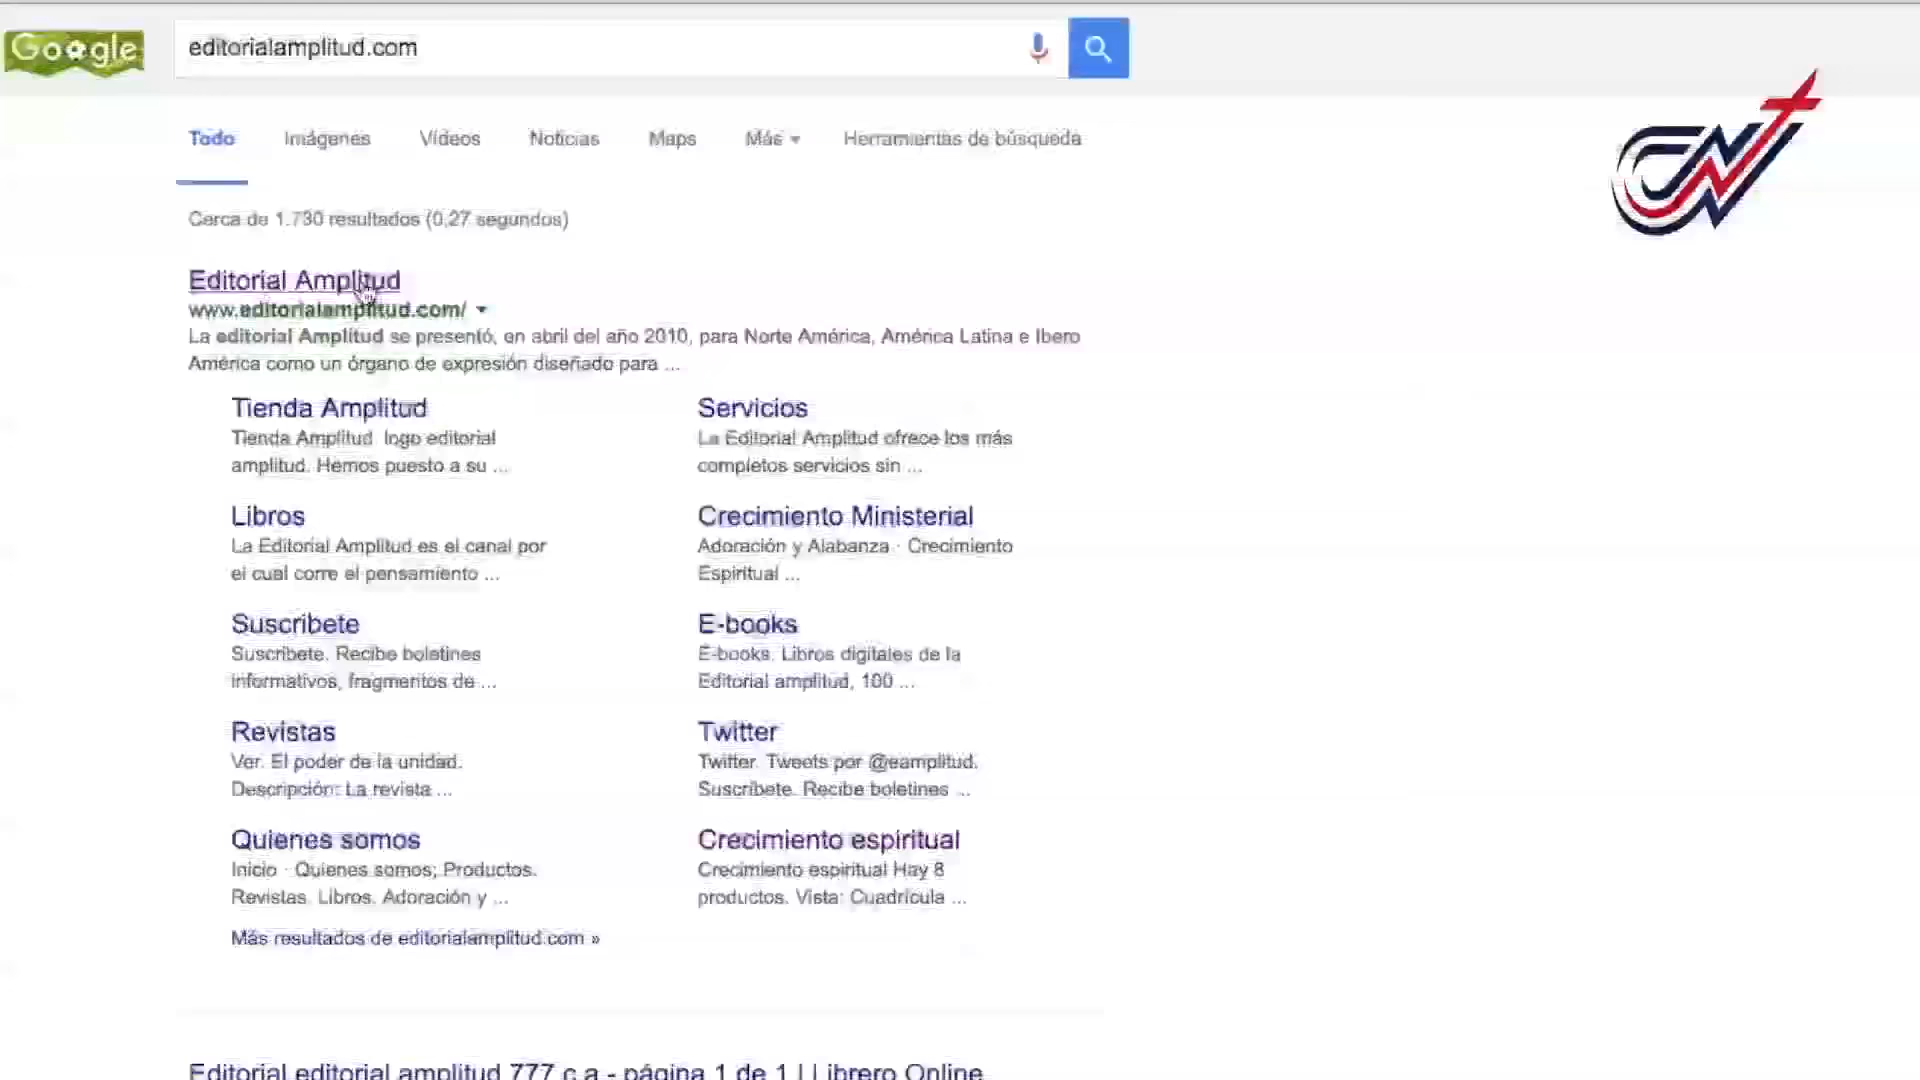 Google
editorialamplitud.com
Todo Imágenes Vídeos Noticias Maps Más Herramientas de búsqueda
Cerca de 1.730 resultados (0,27 segundos)
Editorial Amplitud
www.editorialamplitud.com/
La editorial Amplitud se presentó, en abril del año 2010, para Norte América, América Latina e Ibero
América como un órgano de expresión diseñado para ...
Tienda Amplitud
Tienda Amplitud logo editorial
amplitud. Hemos puesto a su ...
Servicios
La Editorial Amplitud ofrece los más
completos servicios sin ...
Libros
La Editorial Amplitud es el canal por
el cual corre el pensamiento ...
Crecimiento Ministerial
Adoración y Alabanza · Crecimiento
Espiritual ...
Suscribete
Suscribete. Recibe boletines
informativos, fragmentos de ...
E-books
E-books. Libros digitales de la
Editorial amplitud, 100 ...
Revistas
Ver. El poder de la unidad.
Descripción: La revista ...
Twitter
Twitter. Tweets por @eamplitud.
Suscribete. Recibe boletines ...
Quienes somos
Inicio · Quienes somos; Productos.
Revistas. Libros. Adoración y ...
Crecimiento espiritual
Crecimiento espiritual Hay 8
productos. Vista: Cuadrícula ...
Más resultados de editorialamplitud.com »
Editorial editorial amplitud 777 c a - página 1 de 1 | Librero Online
CNT